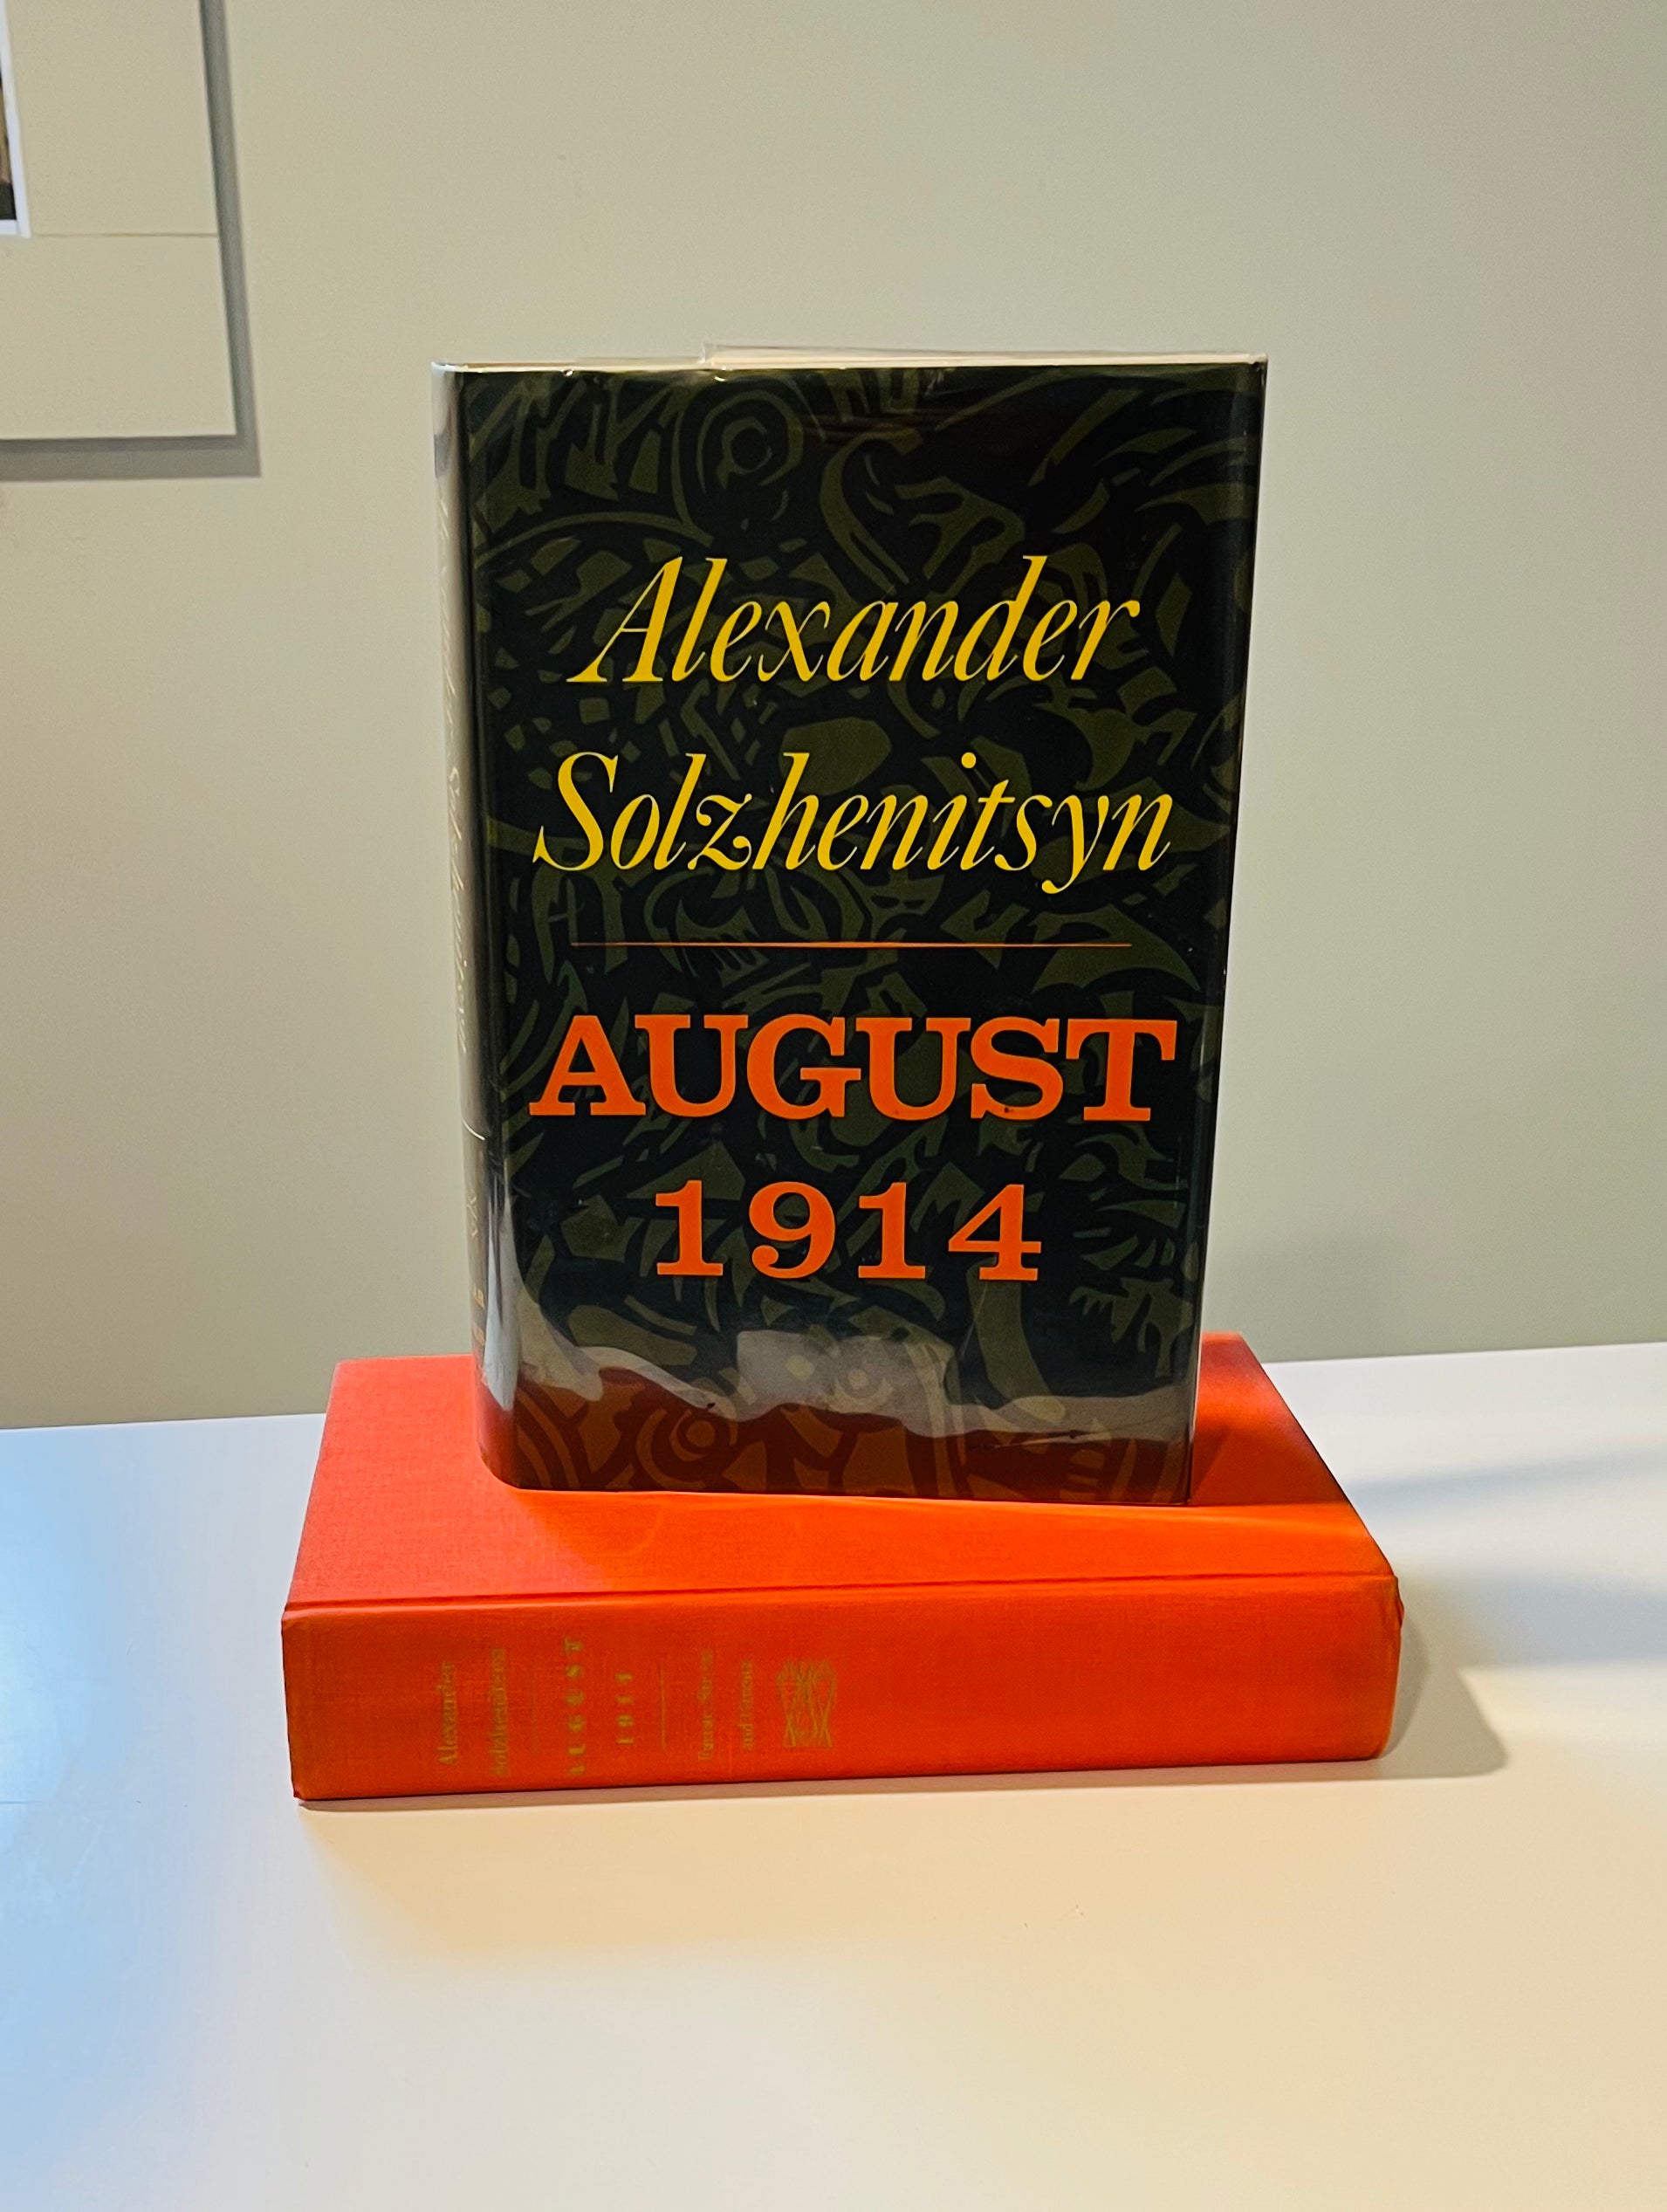 Alexander
Solzhenitsyn
AUGUST
1914
Alexander
Solzhenitsyn
AUGUST
1914
Farrar Straus
and Giroux